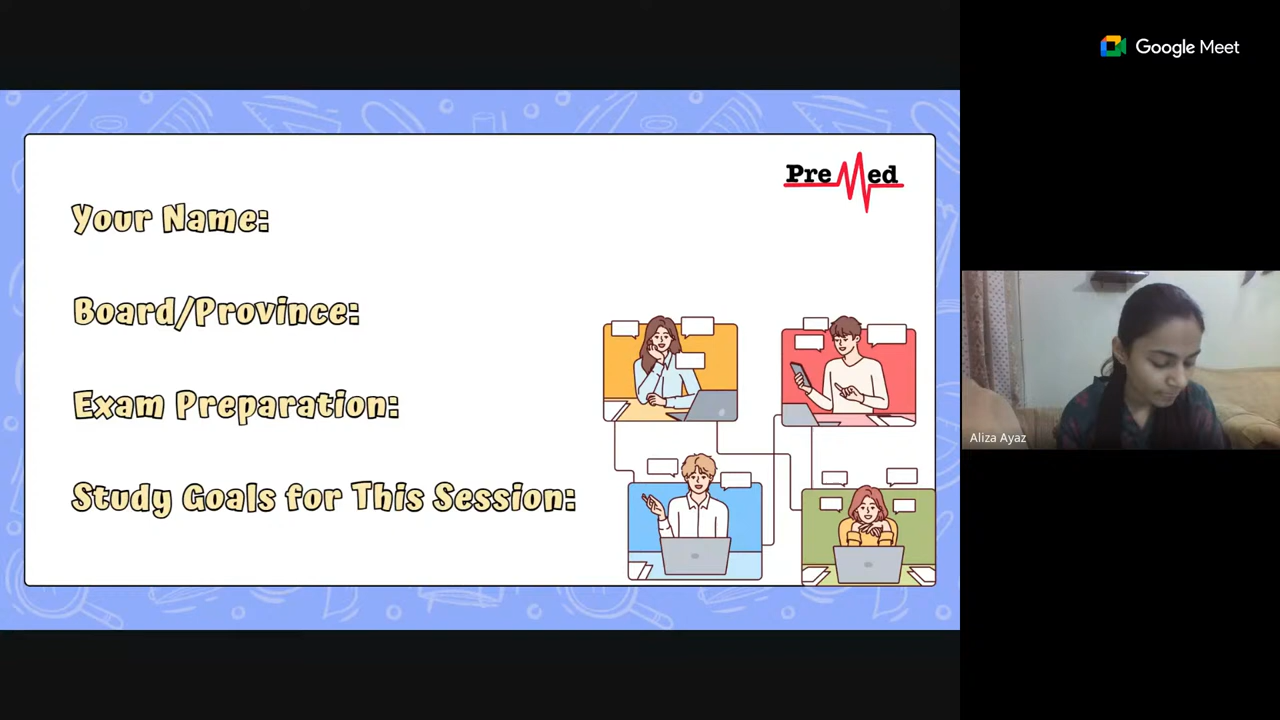 Google Meet
PreMed
Your Name:
Board/Province:
Exam Preparation:
Study Goals for This Session:
Aliza Ayaz